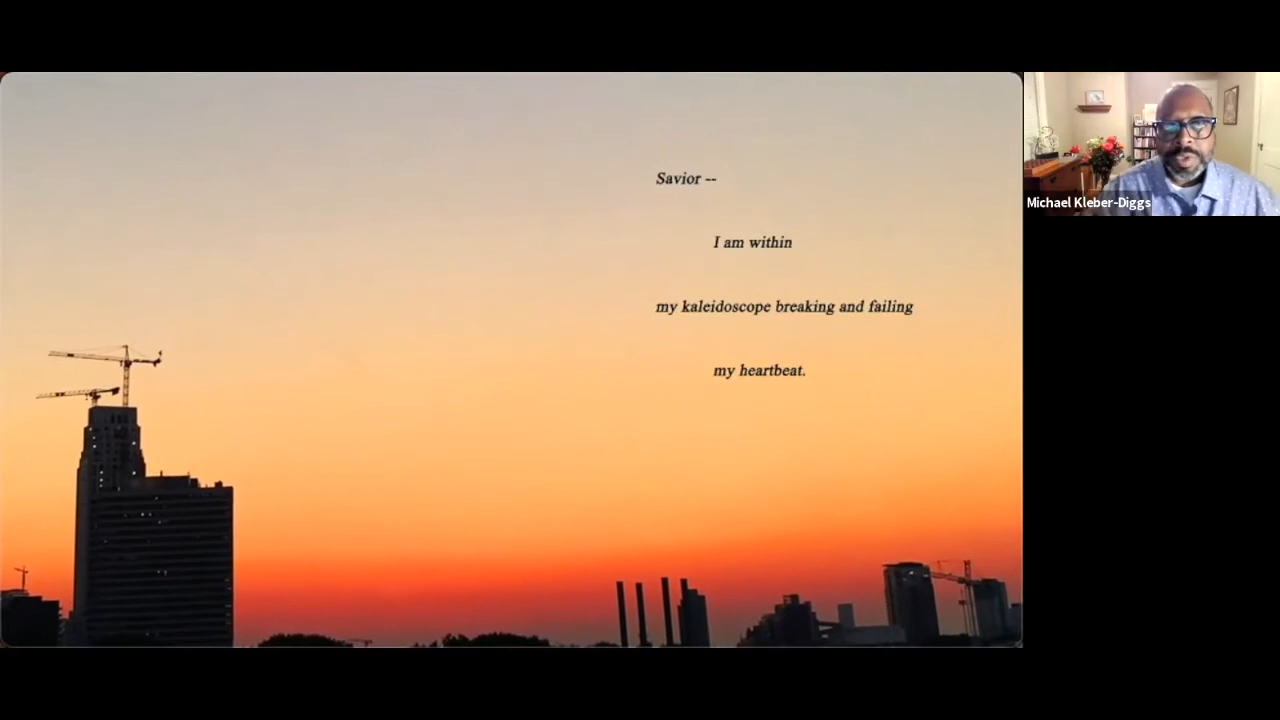 Savior --
I am within
my kaleidoscope breaking and failing
my heartbeat.
Michael Kleber-Diggs